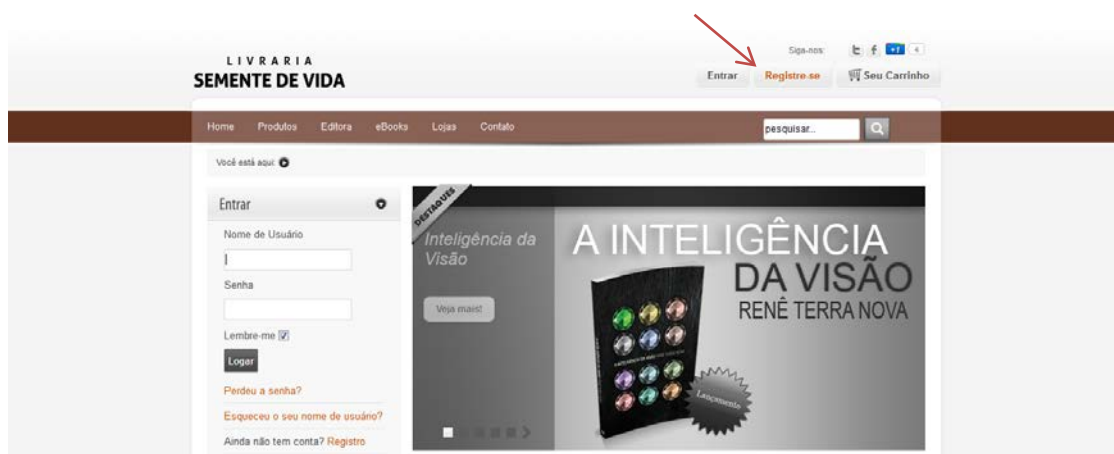 Siga-nos:
4
LIVRARIA
SEMENTE DE VIDA
Entrar
Registre-se
Seu Carrinho
Home
Produtos
Editora
eBooks
Lojas
Contato
pesquisar...
Você está aqui:
Entrar
Nome de Usuário
Senha
Lembre-me
Logar
Perdeu a senha?
Esqueceu o seu nome de usuário?
Ainda não tem conta? Registro
DESTAQUES
Inteligência da
Visão
Veja mais!
A INTELIGÊNCIA
DA VISÃO
RENÊ TERRA NOVA
Lançamento